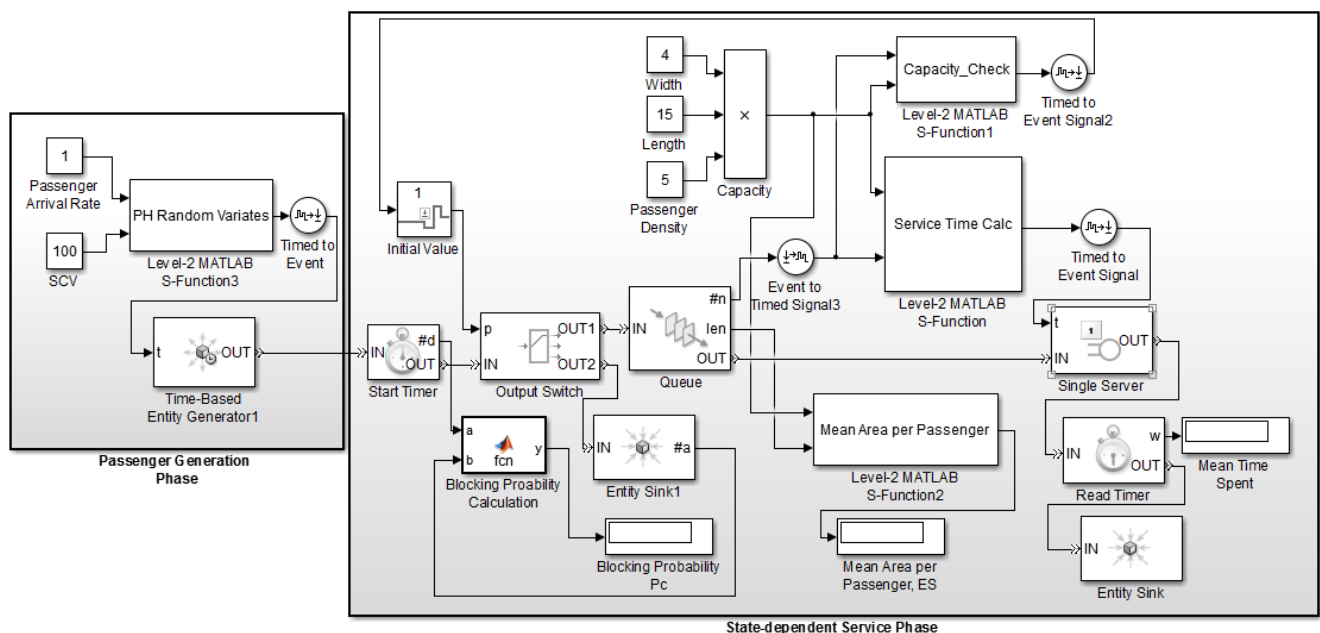 1
Passenger
Arrival Rate
100
SCV
PH Random Variates
Level-2 MATLAB
S-Function3
Timed to
Event
t
OUT
Time-Based
Entity Generator1
Passenger Generation
Phase
4
Width
15
Length
5
Passenger
Density
×
Capacity
Capacity_Check
Level-2 MATLAB
S-Function1
Timed to
Event Signal2
1
Initial Value
Service Time Calc
Level-2 MATLAB
S-Function
Timed to
Event Signal
Event to
Timed Signal3
IN
#d
OUT
Start Timer
p
IN
OUT1
OUT2
Output Switch
IN
#n
len
OUT
Queue
t
IN
1
OUT
Single Server
a
b
fcn
y
Blocking Proability
Calculation
IN
#a
Entity Sink1
Blocking Probability
Pc
Mean Area per Passenger
Level-2 MATLAB
S-Function2
Mean Area per
Passenger, ES
IN
w
OUT
Read Timer
Mean Time
Spent
IN
Entity Sink
State-dependent Service Phase